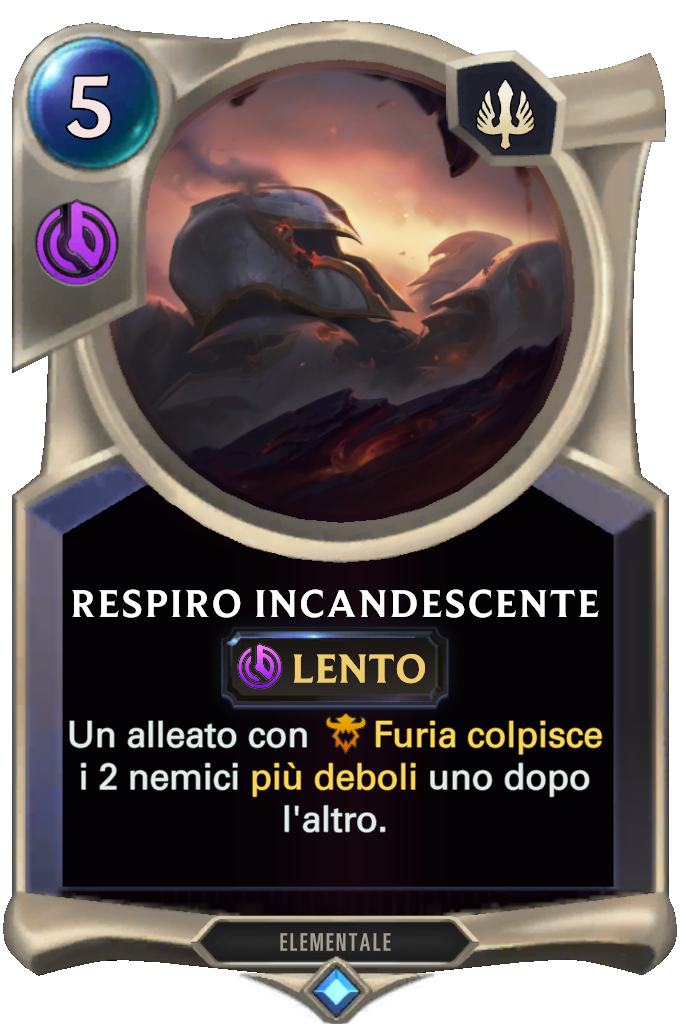 5
RESPIRO INCANDESCENTE
LENTO
Un alleato con Furia colpisce
i 2 nemici più deboli uno dopo
l'altro.
ELEMENTALE